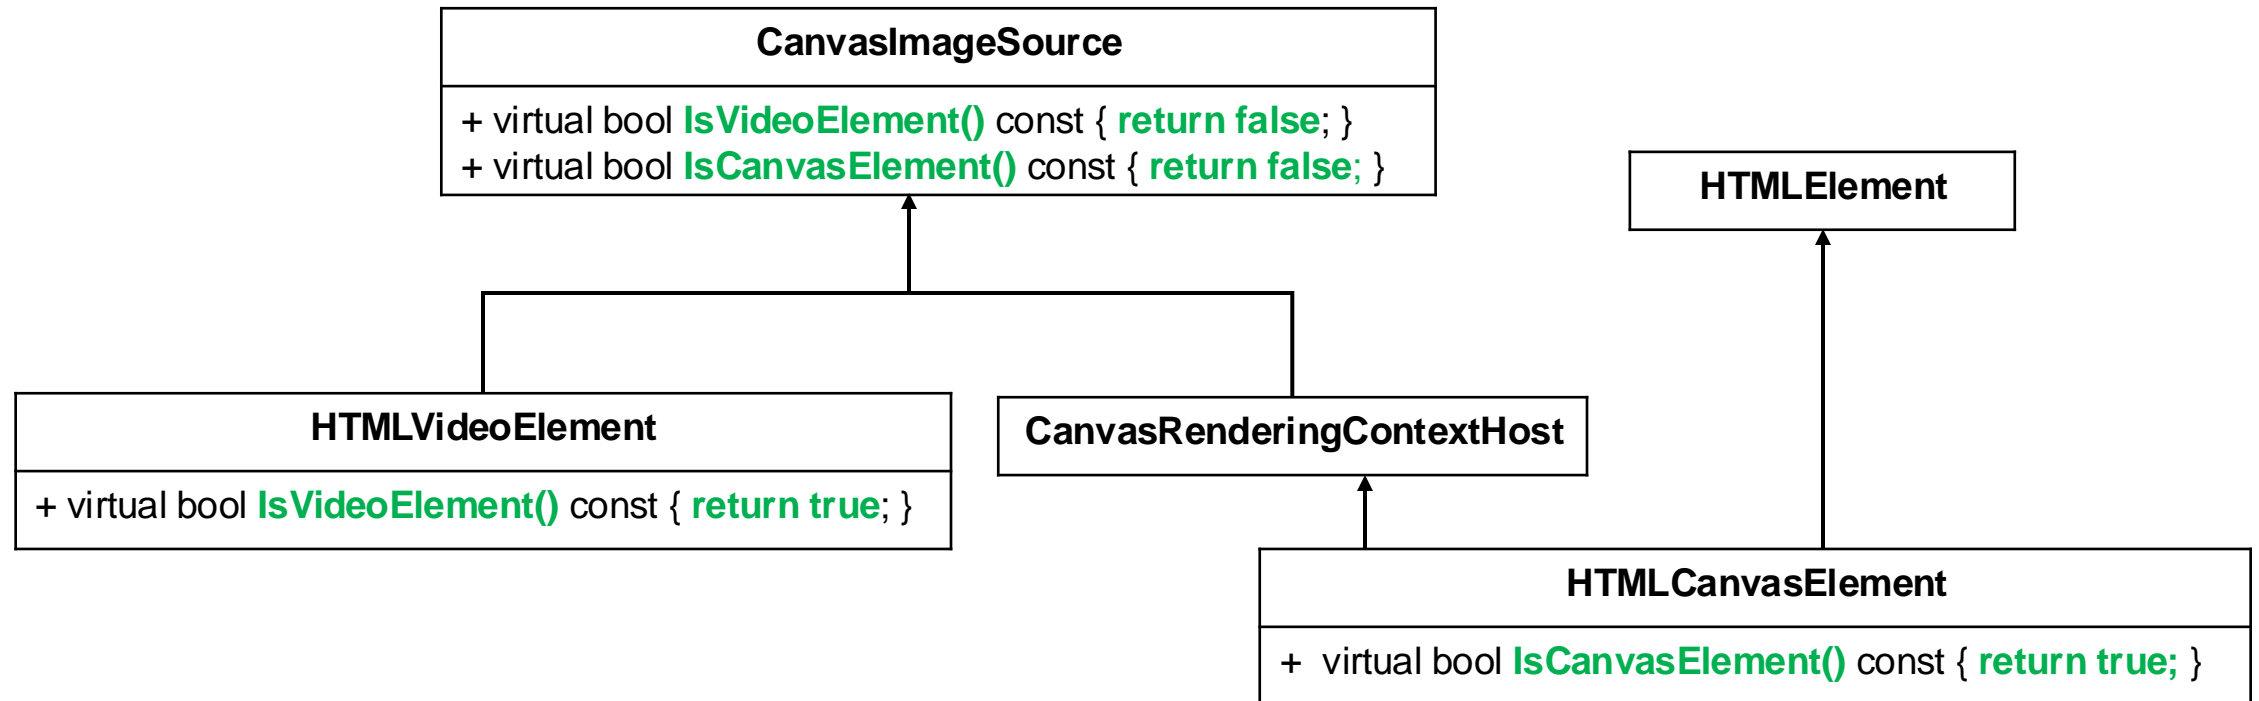 CanvasImageSource
+ virtual bool IsVideoElement() const { return false; }
+ virtual bool IsCanvasElement() const { return false; }
HTMLElement
HTMLVideoElement
+ virtual bool IsVideoElement() const { return true; }
CanvasRenderingContextHost
HTMLCanvasElement
+ virtual bool IsCanvasElement() const { return true; }